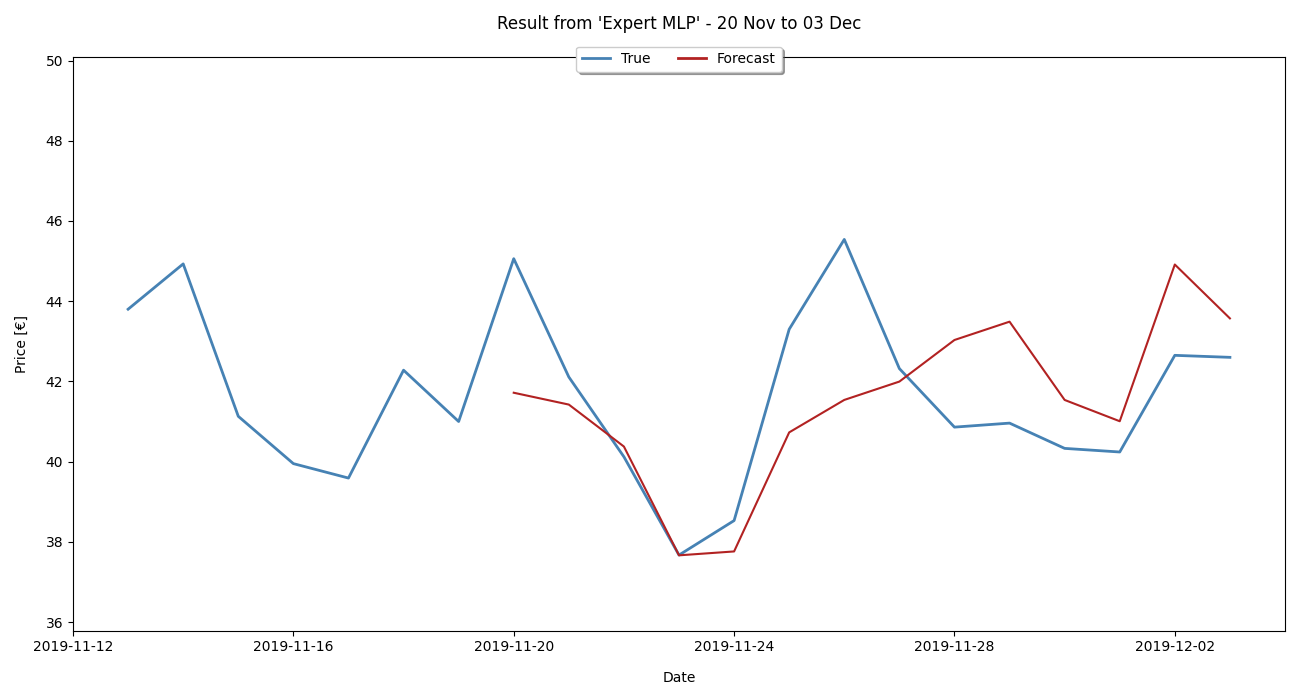 Result from 'Expert MLP' - 20 Nov to 03 Dec
True Forecast
50
48
46
44
42
40
38
36
Price [€]
2019-11-12 2019-11-16 2019-11-20 2019-11-24 2019-11-28 2019-12-02
Date